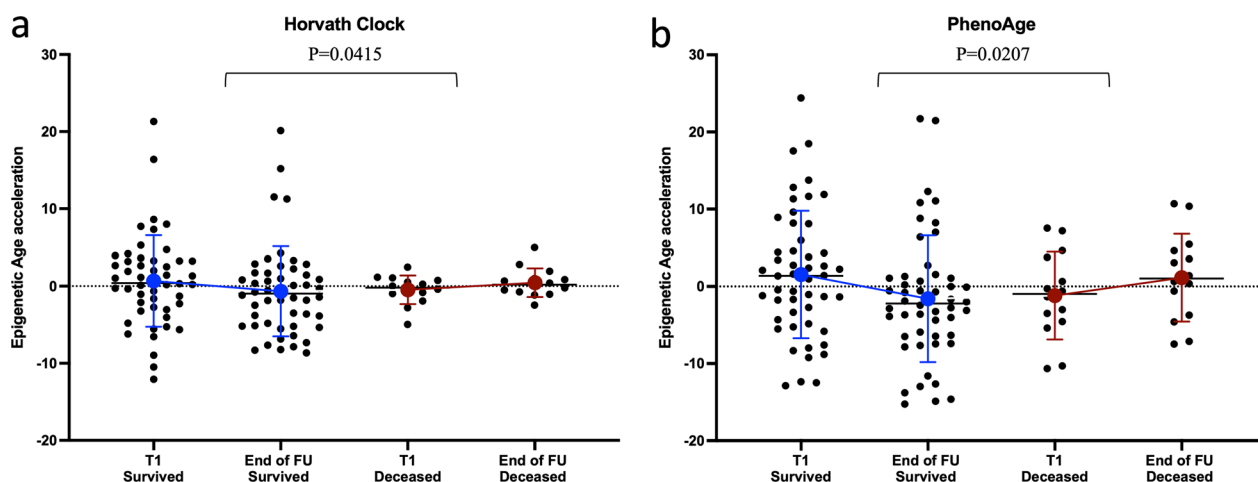 a
Horvath Clock
P=0.0415
Epigenetic Age acceleration
30
20
10
0
-10
-20
T1
Survived
End of FU
Survived
T1
Deceased
End of FU
Deceased
b
PhenoAge
P=0.0207
Epigenetic Age acceleration
30
20
10
0
-10
-20
T1
Survived
End of FU
Survived
T1
Deceased
End of FU
Deceased